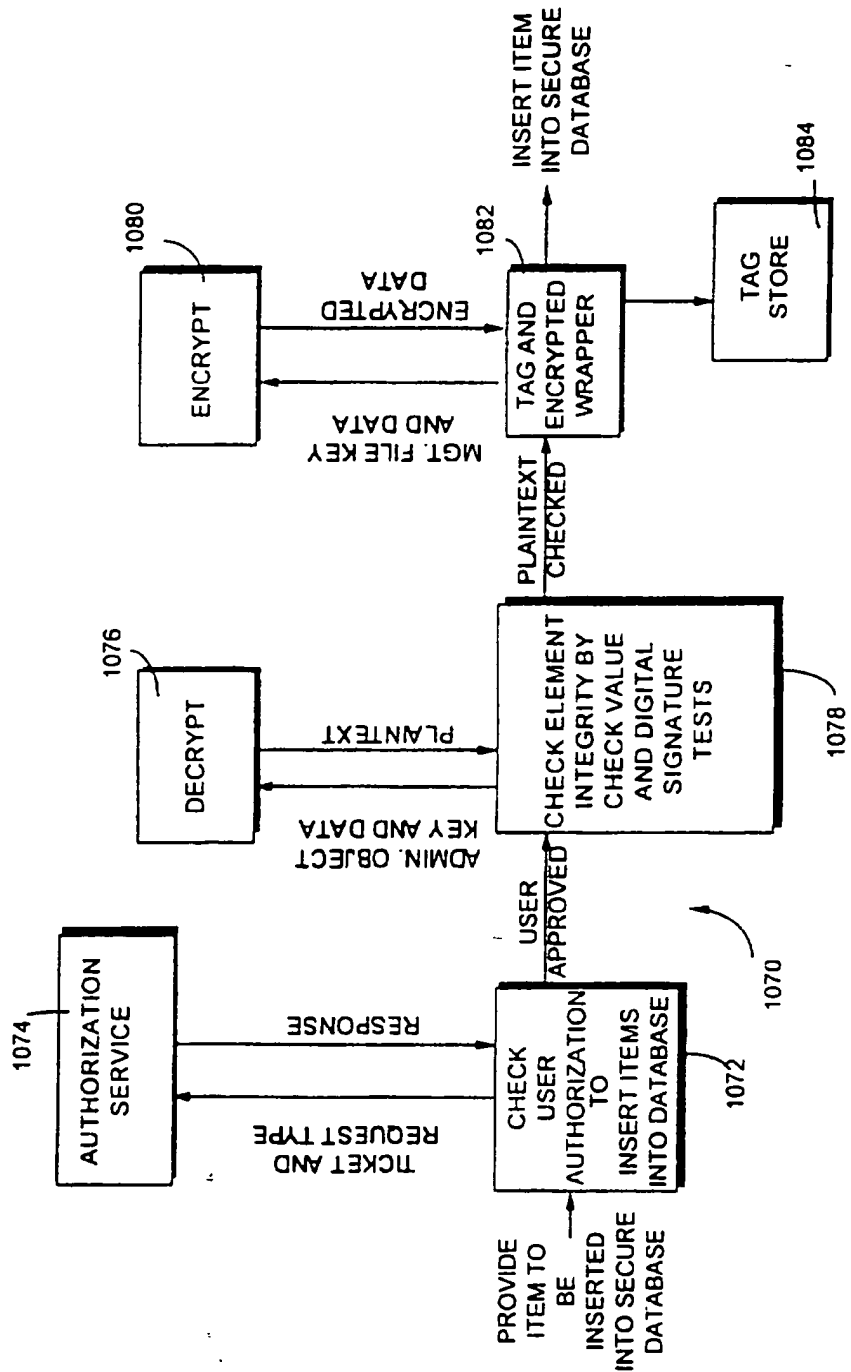 PROVIDE
ITEM TO
BE
INSERTED
INTO SECURE
DATABASE
CHECK
USER
AUTHORIZATION
TO
INSERT ITEMS
INTO DATABASE
1072
TICKET AND
REQUEST TYPE
RESPONSE
AUTHORIZATION
SERVICE
1074
1070
USER
APPROVED
CHECK ELEMENT
INTEGRITY BY
CHECK VALUE
AND DIGITAL
SIGNATURE
TESTS
1078
ADMIN. OBJECT
KEY AND DATA
PLAINTEXT
DECRYPT
1076
PLAINTEXT
CHECKED
TAG AND
ENCRYPTED
WRAPPER
1082
MGT. FILE KEY
AND DATA
ENCRYPTED
DATA
ENCRYPT
1080
INSERT ITEM
INTO SECURE
DATABASE
TAG
STORE
1084